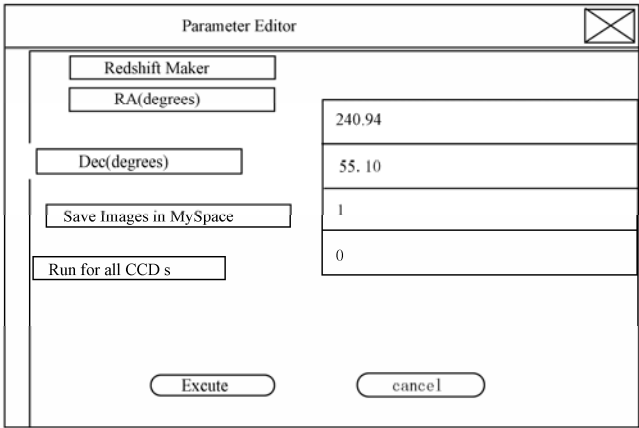 Parameter Editor
Redshift Maker
RA(degrees)
240.94
Dec(degrees)
55. 10
Save Images in MySpace
1
Run for all CCD s
0
Excute
cancel